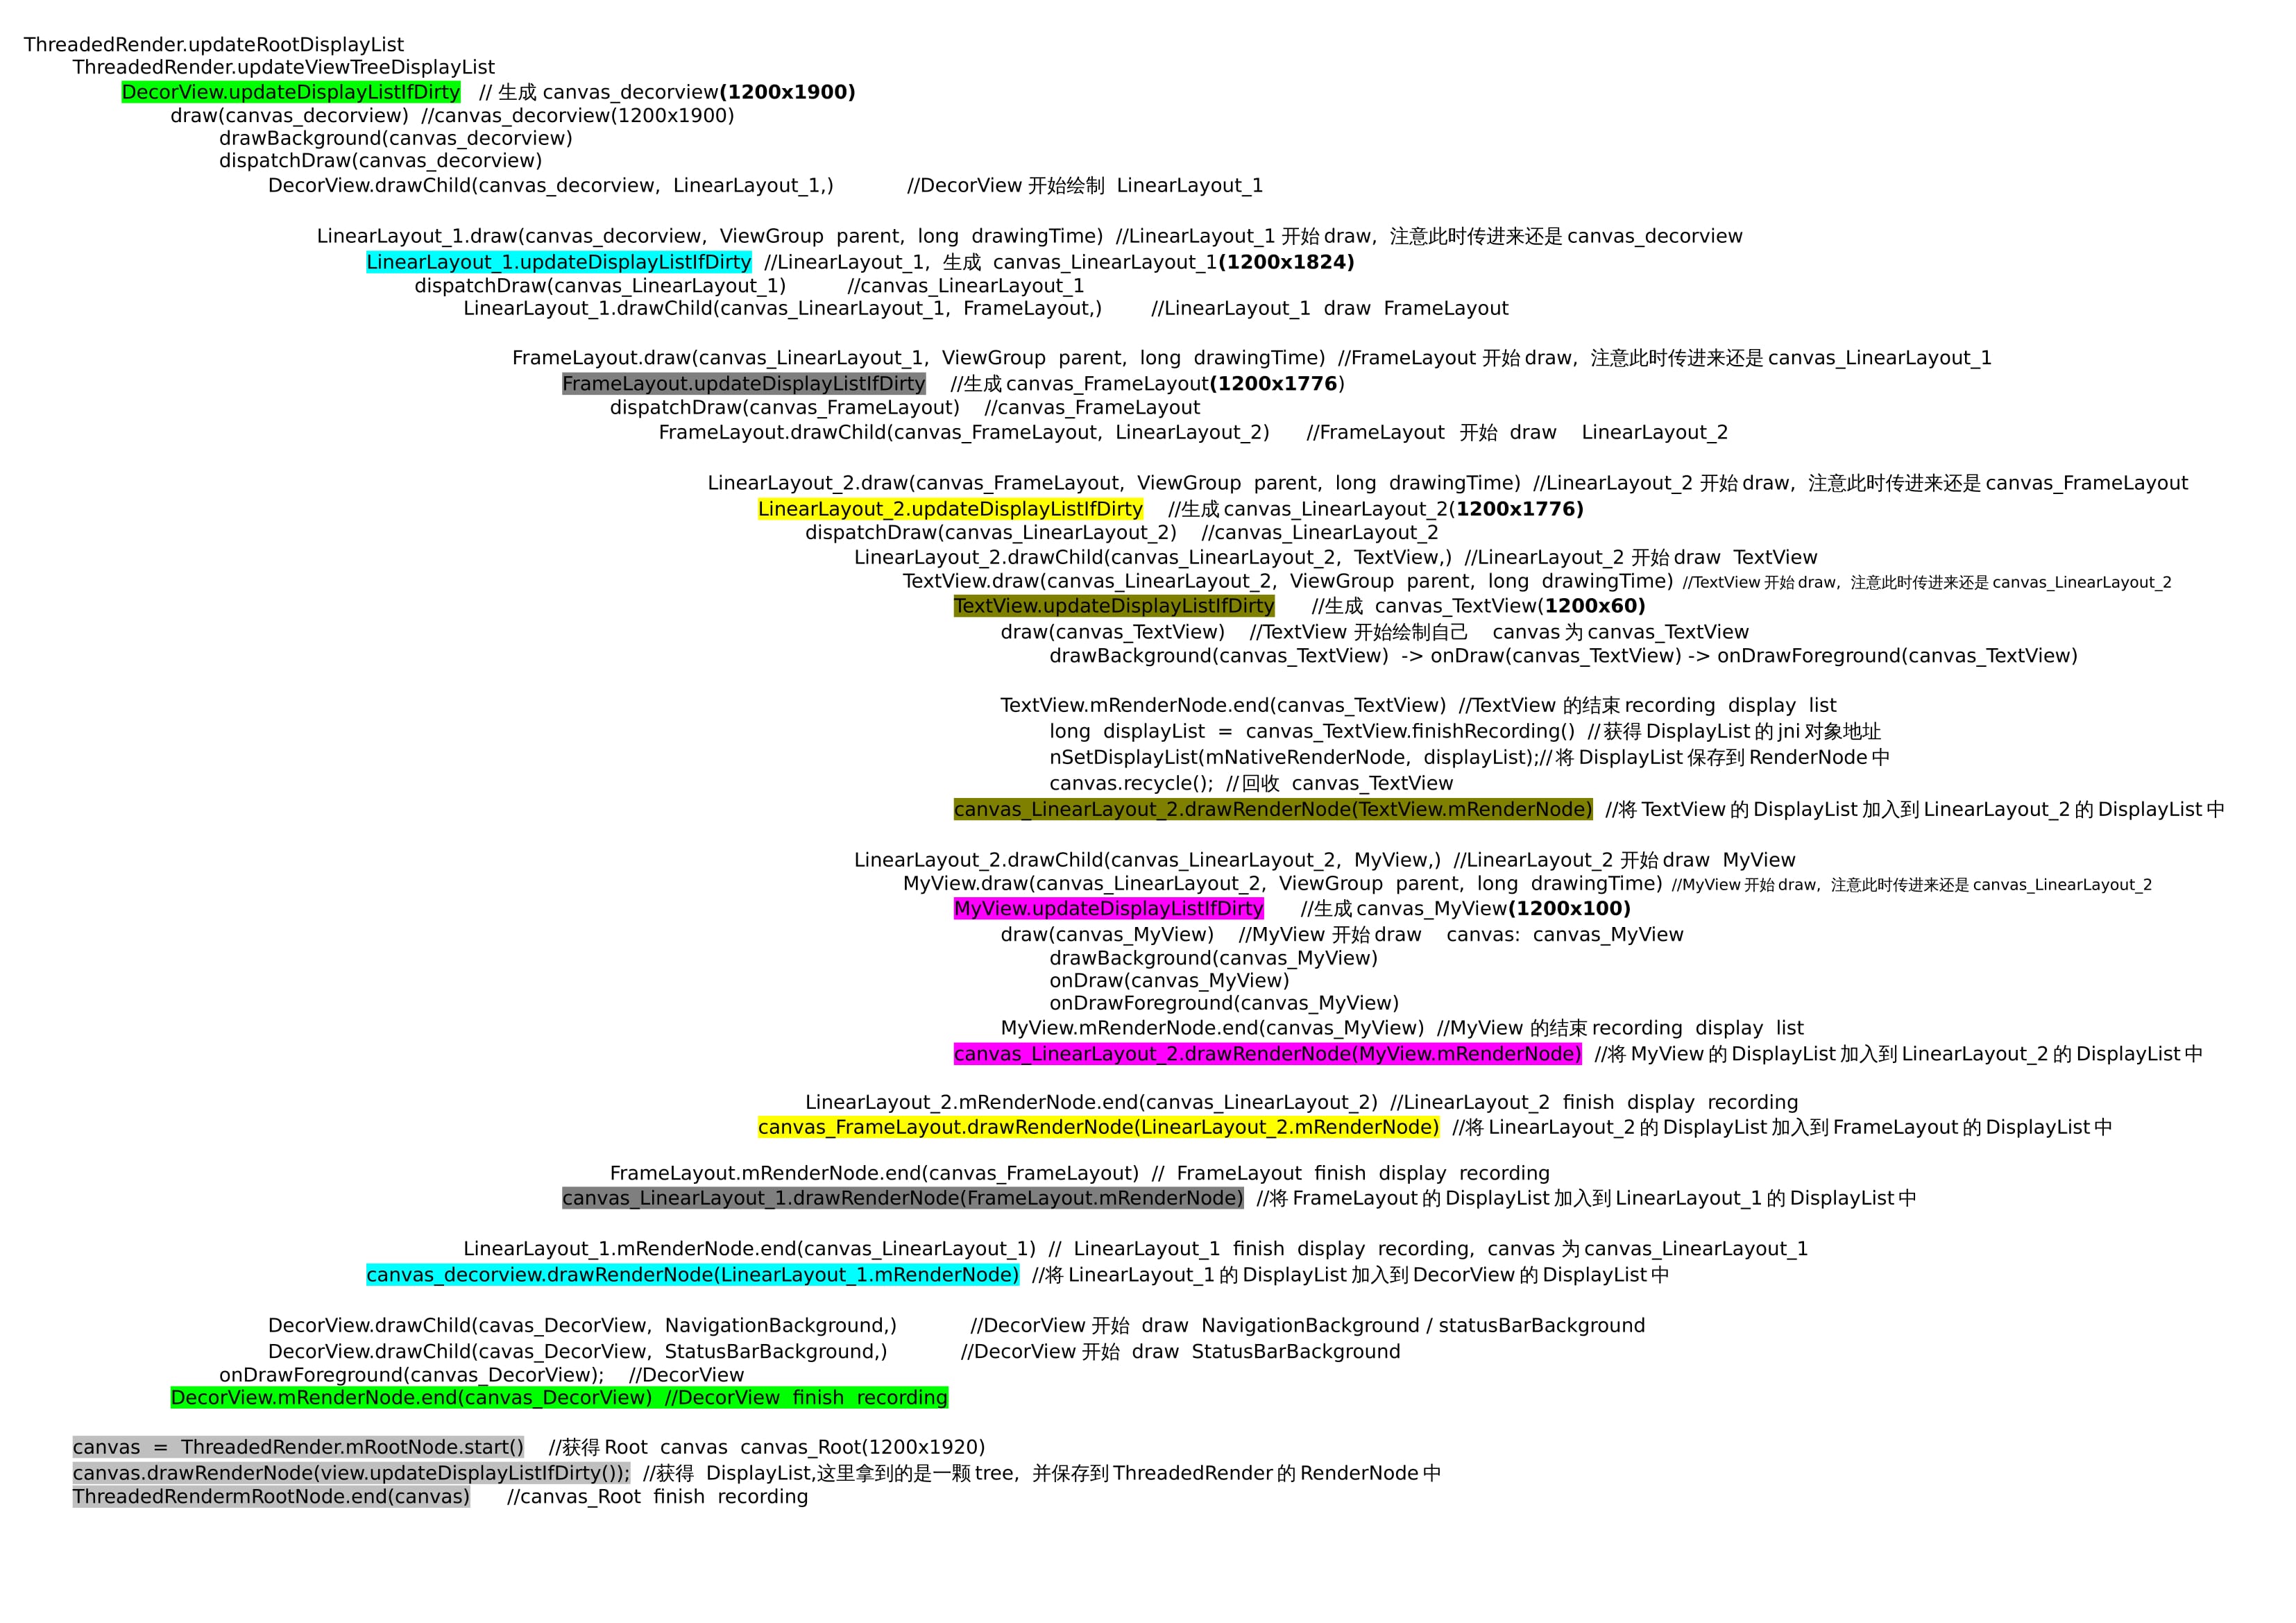 ThreadedRender.updateRootDisplayList
ThreadedRender.updateViewTreeDisplayList
DecorView.updateDisplayListIfDirty // 生成 canvas_decorview(1200x1900)
draw(canvas_decorview) //canvas_decorview(1200x1900)
drawBackground(canvas_decorview)
dispatchDraw(canvas_decorview)
DecorView.drawChild(canvas_decorview, LinearLayout_1,) //DecorView 开始绘制 LinearLayout_1
LinearLayout_1.draw(canvas_decorview, ViewGroup parent, long drawingTime) //LinearLayout_1 开始 draw, 注意此时传进来还是 canvas_decorview
LinearLayout_1.updateDisplayListIfDirty //LinearLayout_1, 生成 canvas_LinearLayout_1(1200x1824)
dispatchDraw(canvas_LinearLayout_1) //canvas_LinearLayout_1
LinearLayout_1.drawChild(canvas_LinearLayout_1, FrameLayout,) //LinearLayout_1 draw FrameLayout
FrameLayout.draw(canvas_LinearLayout_1, ViewGroup parent, long drawingTime) //FrameLayout 开始 draw, 注意此时传进来还是 canvas_LinearLayout_1
FrameLayout.updateDisplayListIfDirty //生成 canvas_FrameLayout(1200x1776)
dispatchDraw(canvas_FrameLayout) //canvas_FrameLayout
FrameLayout.drawChild(canvas_FrameLayout, LinearLayout_2) //FrameLayout 开始 draw LinearLayout_2
LinearLayout_2.draw(canvas_FrameLayout, ViewGroup parent, long drawingTime) //LinearLayout_2 开始 draw, 注意此时传进来还是 canvas_FrameLayout
LinearLayout_2.updateDisplayListIfDirty //生成 canvas_LinearLayout_2(1200x1776)
dispatchDraw(canvas_LinearLayout_2) //canvas_LinearLayout_2
LinearLayout_2.drawChild(canvas_LinearLayout_2, TextView,) //LinearLayout_2 开始 draw TextView
TextView.draw(canvas_LinearLayout_2, ViewGroup parent, long drawingTime) //TextView 开始 draw, 注意此时传进来还是 canvas_LinearLayout_2
TextView.updateDisplayListIfDirty //生成 canvas_TextView(1200x60)
draw(canvas_TextView) //TextView 开始绘制自己 canvas 为 canvas_TextView
drawBackground(canvas_TextView) -> onDraw(canvas_TextView) -> onDrawForeground(canvas_TextView)
TextView.mRenderNode.end(canvas_TextView) //TextView 的结束 recording display list
long displayList = canvas_TextView.finishRecording() //获得 DisplayList 的 jni 对象地址
nSetDisplayList(mNativeRenderNode, displayList);//将 DisplayList 保存到 RenderNode 中
canvas.recycle(); //回收 canvas_TextView
canvas_LinearLayout_2.drawRenderNode(TextView.mRenderNode) //将 TextView 的 DisplayList 加入到 LinearLayout_2 的 DisplayList 中
LinearLayout_2.drawChild(canvas_LinearLayout_2, MyView,) //LinearLayout_2 开始 draw MyView
MyView.draw(canvas_LinearLayout_2, ViewGroup parent, long drawingTime) //MyView 开始 draw, 注意此时传进来还是 canvas_LinearLayout_2
MyView.updateDisplayListIfDirty //生成 canvas_MyView(1200x100)
draw(canvas_MyView) //MyView 开始 draw canvas: canvas_MyView
drawBackground(canvas_MyView)
onDraw(canvas_MyView)
onDrawForeground(canvas_MyView)
MyView.mRenderNode.end(canvas_MyView) //MyView 的结束 recording display list
canvas_LinearLayout_2.drawRenderNode(MyView.mRenderNode) //将 MyView 的 DisplayList 加入到 LinearLayout_2 的 DisplayList 中
LinearLayout_2.mRenderNode.end(canvas_LinearLayout_2) //LinearLayout_2 finish display recording
canvas_FrameLayout.drawRenderNode(LinearLayout_2.mRenderNode) //将 LinearLayout_2 的 DisplayList 加入到 FrameLayout 的 DisplayList 中
FrameLayout.mRenderNode.end(canvas_FrameLayout) // FrameLayout finish display recording
canvas_LinearLayout_1.drawRenderNode(FrameLayout.mRenderNode) //将 FrameLayout 的 DisplayList 加入到 LinearLayout_1 的 DisplayList 中
LinearLayout_1.mRenderNode.end(canvas_LinearLayout_1) // LinearLayout_1 finish display recording, canvas 为 canvas_LinearLayout_1
canvas_decorview.drawRenderNode(LinearLayout_1.mRenderNode) //将 LinearLayout_1 的 DisplayList 加入到 DecorView 的 DisplayList 中
DecorView.drawChild(cavas_DecorView, NavigationBackground,) //DecorView 开始 draw NavigationBackground / statusBarBackground
DecorView.drawChild(cavas_DecorView, StatusBarBackground,) //DecorView 开始 draw StatusBarBackground
onDrawForeground(canvas_DecorView); //DecorView
DecorView.mRenderNode.end(canvas_DecorView) //DecorView finish recording
canvas = ThreadedRender.mRootNode.start() //获得 Root canvas canvas_Root(1200x1920)
canvas.drawRenderNode(view.updateDisplayListIfDirty()); //获得 DisplayList,这里拿到的是一颗 tree, 并保存到 ThreadedRender 的 RenderNode 中
ThreadedRendermRootNode.end(canvas) //canvas_Root finish recording